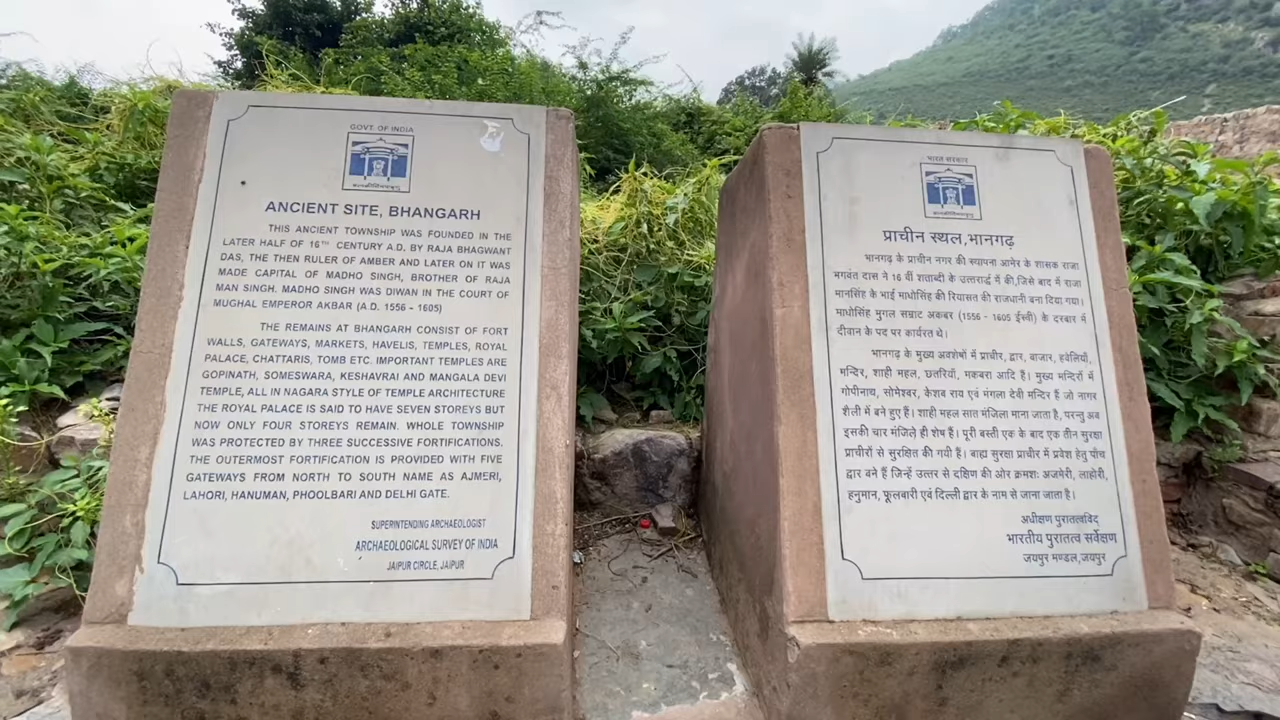 GOVT. OF INDIA
ANCIENT SITE, BHANGARH
THIS ANCIENT TOWNSHIP WAS FOUNDED IN THE
LATER HALF OF 16TH CENTURY A.D. BY RAJA BHAGWANT
DAS, THE THEN RULER OF AMBER AND LATER ON IT WAS
MADE CAPITAL OF MADHO SINGH, BROTHER OF RAJA
MAN SINGH. MADHO SINGH WAS DIWAN IN THE COURT OF
MUGHAL EMPEROR AKBAR (A.D. 1556 – 1605)
THE REMAINS AT BHANGARH CONSIST OF FORT
WALLS, GATEWAYS, MARKETS, HAVELIS, TEMPLES, ROYAL
PALACE, CHATTARIS, TOMB ETC. IMPORTANT TEMPLES ARE
GOPINATH, SOMESWARA, KESHAVRAI AND MANGALA DEVI
TEMPLE, ALL IN NAGARA STYLE OF TEMPLE ARCHITECTURE
THE ROYAL PALACE IS SAID TO HAVE SEVEN STOREYS BUT
NOW ONLY FOUR STOREYS REMAIN. WHOLE TOWNSHIP
WAS PROTECTED BY THREE SUCCESSIVE FORTIFICATIONS.
THE OUTERMOST FORTIFICATION IS PROVIDED WITH FIVE
GATEWAYS FROM NORTH TO SOUTH NAME AS AJMERI,
LAHORI, HANUMAN, PHOOLBARI AND DELHI GATE.
SUPERINTENDING ARCHAEOLOGIST
ARCHAEOLOGICAL SURVEY OF INDIA
JAIPUR CIRCLE, JAIPUR
भारत सरकार
प्राचीन स्थल,भानगढ़
भानगढ़ के प्राचीन नगर की स्थापना आमेर के शासक राजा
भगवंत दास ने 16 वीं शताब्दी के उत्तरार्द्ध में की,जिसे बाद में राजा
मानसिंह के भाई माधोसिंह की रियासत की राजधानी बना दिया गया।
माधोसिंह मुगल सम्राट अकबर (1556 - 1605 ईस्वी) के दरबार में
दीवान के पद पर कार्यरत थे।
भानगढ़ के मुख्य अवशेषों में प्राचीर, द्वार, बाजार, हवेलियाँ,
मन्दिर, शाही महल, छतरियाँ, मकबरा आदि हैं। मुख्य मन्दिरों में
गोपीनाथ, सोमेश्वर, केशव राय एवं मंगला देवी मन्दिर हैं जो नागर
शैली में बने हुए हैं। शाही महल सात मंजिला माना जाता है, परन्तु अब
इसकी चार मंजिले ही शेष हैं। पूरी बस्ती एक के बाद एक तीन सुरक्षा
प्राचीरों से सुरक्षित की गयी हैं। बाह्य सुरक्षा प्राचीर में प्रवेश हेतु पाँच
द्वार बने हैं जिन्हें उत्तर से दक्षिण की ओर क्रमशः अजमेरी, लाहोरी,
हनुमान, फूलबारी एवं दिल्ली द्वार के नाम से जाना जाता है।
अधीक्षण पुरातत्वविद्
भारतीय पुरातत्व सर्वेक्षण
जयपुर मण्डल,जयपुर